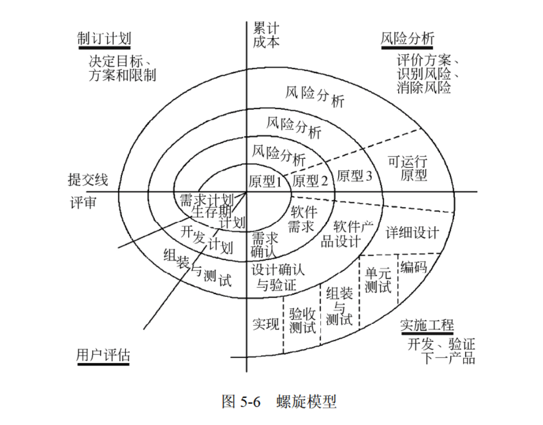 制订计划
决定目标、
方案和限制
累计
成本
风险分析
评价方案、
识别风险、
消除风险
风险分析
风险分析
风险分析
原型1
原型2
原型3
可运行
原型
提交线
评审
需求计划
生存期
计划
开发计划
组装与测试
软件
需求
需求
确认
软件产
品设计
详细设计
设计确认
与验证
单元
测试
编码
组装
与
测试
验收
测试
实现
用户评估
实施工程
开发、验证
下一产品
图 5-6 螺旋模型